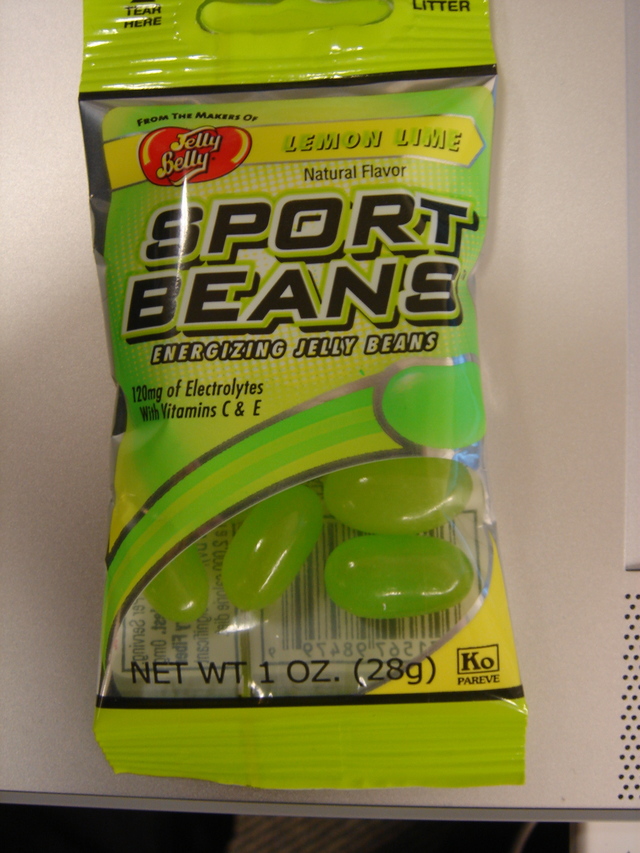 TEAR
HERE
LITTER
FROM THE MAKERS OF
Jelly
Belly
LEMON LIME
Natural Flavor
SPORT
BEANS
ENERGIZING JELLY BEANS
120mg of Electrolytes
With Vitamins C & E
NET WT 1 OZ. (28g)
Ko
PAREVE